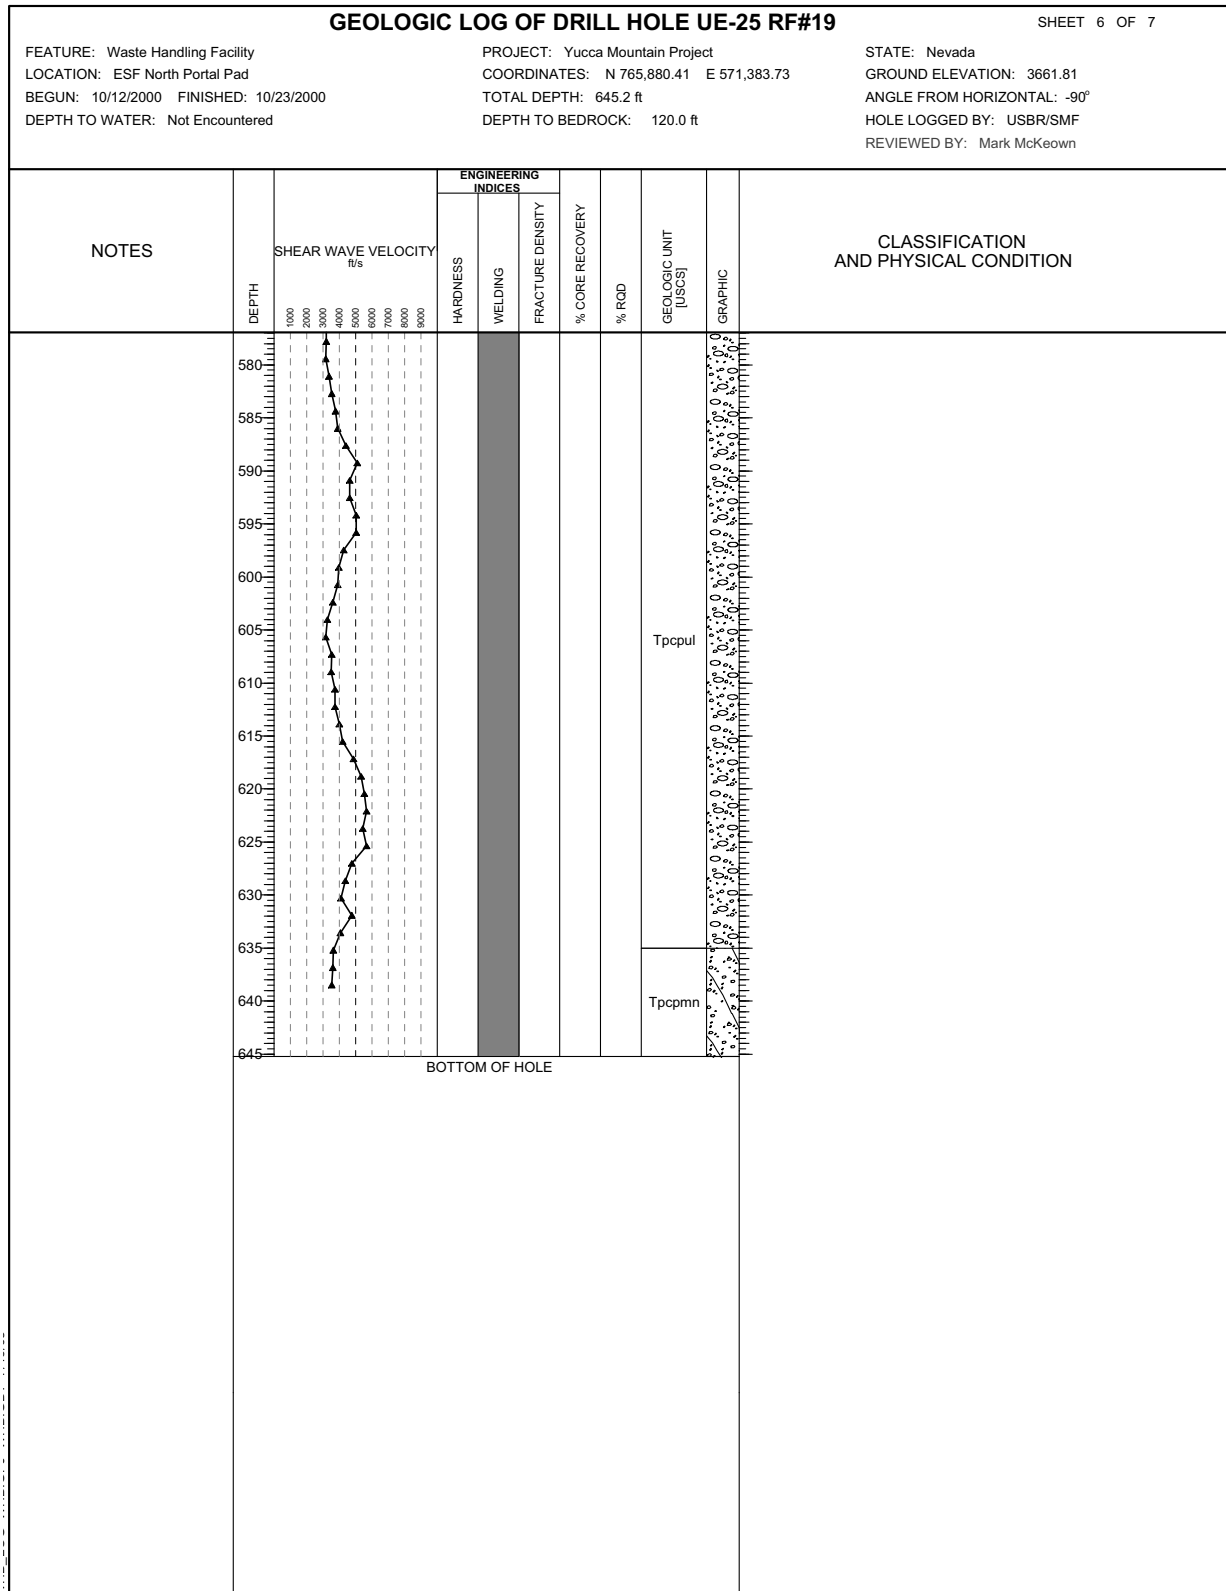 GEOLOGIC LOG OF DRILL HOLE UE-25 RF#19
SHEET 6 OF 7
FEATURE: Waste Handling Facility
PROJECT: Yucca Mountain Project
STATE: Nevada
LOCATION: ESF North Portal Pad
COORDINATES: N 765,880.41 E 571,383.73
GROUND ELEVATION: 3661.81
BEGUN: 10/12/2000 FINISHED: 10/23/2000
TOTAL DEPTH: 645.2 ft
ANGLE FROM HORIZONTAL: -90°
DEPTH TO WATER: Not Encountered
DEPTH TO BEDROCK: 120.0 ft
HOLE LOGGED BY: USBR/SMF
REVIEWED BY: Mark McKeown
NOTES
DEPTH
SHEAR WAVE VELOCITY
ft/s
1000
2000
3000
4000
5000
6000
7000
8000
9000
ENGINEERING
INDICES
HARDNESS
WELDING
FRACTURE DENSITY
% CORE RECOVERY
% RQD
GEOLOGIC UNIT
[USCS]
GRAPHIC
CLASSIFICATION
AND PHYSICAL CONDITION
580
585
590
595
600
605
Tpcpul
610
615
620
625
630
635
640
Tpcpmn
645
BOTTOM OF HOLE